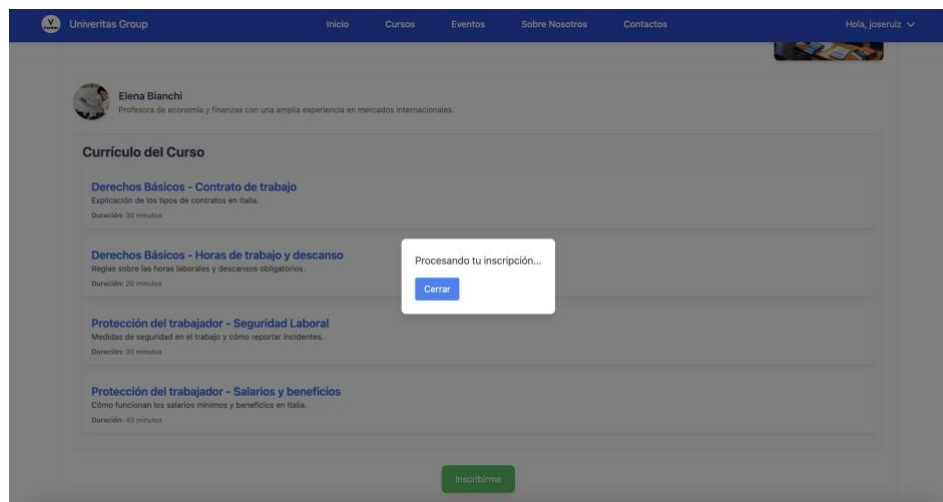 Univeritas Group
Inicio
Cursos
Eventos
Sobre Nosotros
Contactos
Hola, joseruiz
Elena Bianchi
Profesora de economía y finanzas con una amplia experiencia en mercados internacionales.
Currículo del Curso
Derechos Básicos - Contrato de trabajo
Explicación de los tipos de contratos en Italia.
Duración: 30 minutos
Derechos Básicos - Horas de trabajo y descanso
Reglas sobre las horas laborales y descansos obligatorios.
Duración: 28 minutos
Protección del trabajador - Seguridad Laboral
Medidas de seguridad en el trabajo y cómo reportar incidentes.
Duración: 35 minutos
Protección del trabajador - Salarios y beneficios
Cómo funcionan los salarios mínimos y beneficios en Italia.
Duración: 40 minutos
Procesando tu inscripción...
Cerrar
Inscribirme